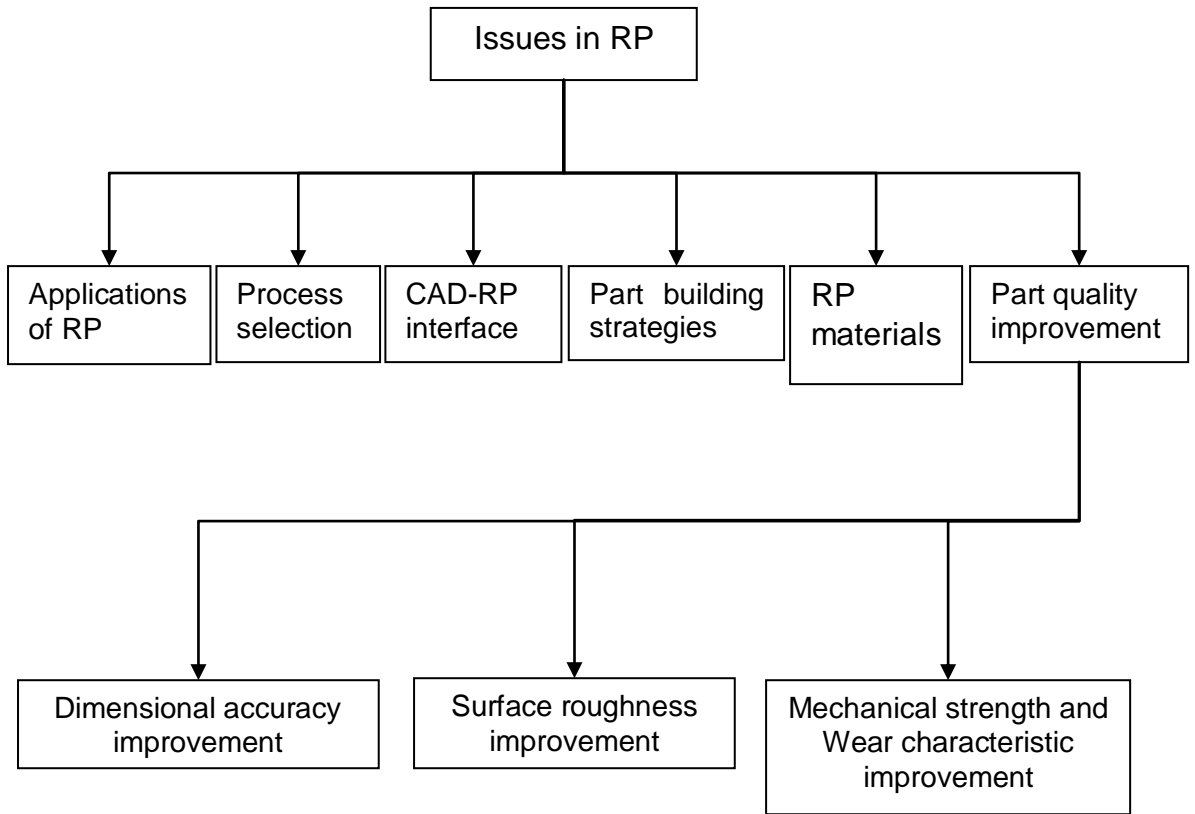 Issues in RP
Applications
of RP
Process
selection
CAD-RP
interface
Part building
strategies
RP
materials
Part quality
improvement
Dimensional accuracy
improvement
Surface roughness
improvement
Mechanical strength and
Wear characteristic
improvement